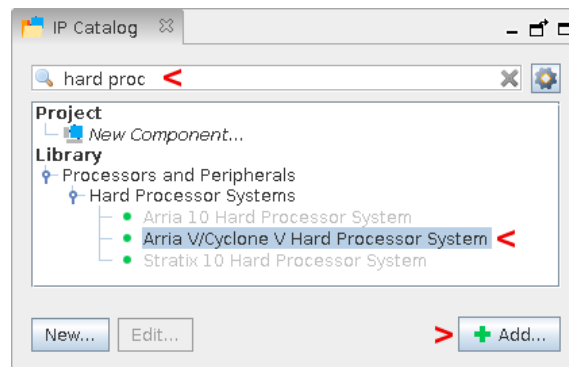 IP Catalog
hard proc <
Project
New Component...
Library
Processors and Peripherals
Hard Processor Systems
Arria 10 Hard Processor System
Arria V/Cyclone V Hard Processor System <
Stratix 10 Hard Processor System
New... Edit... > Add...